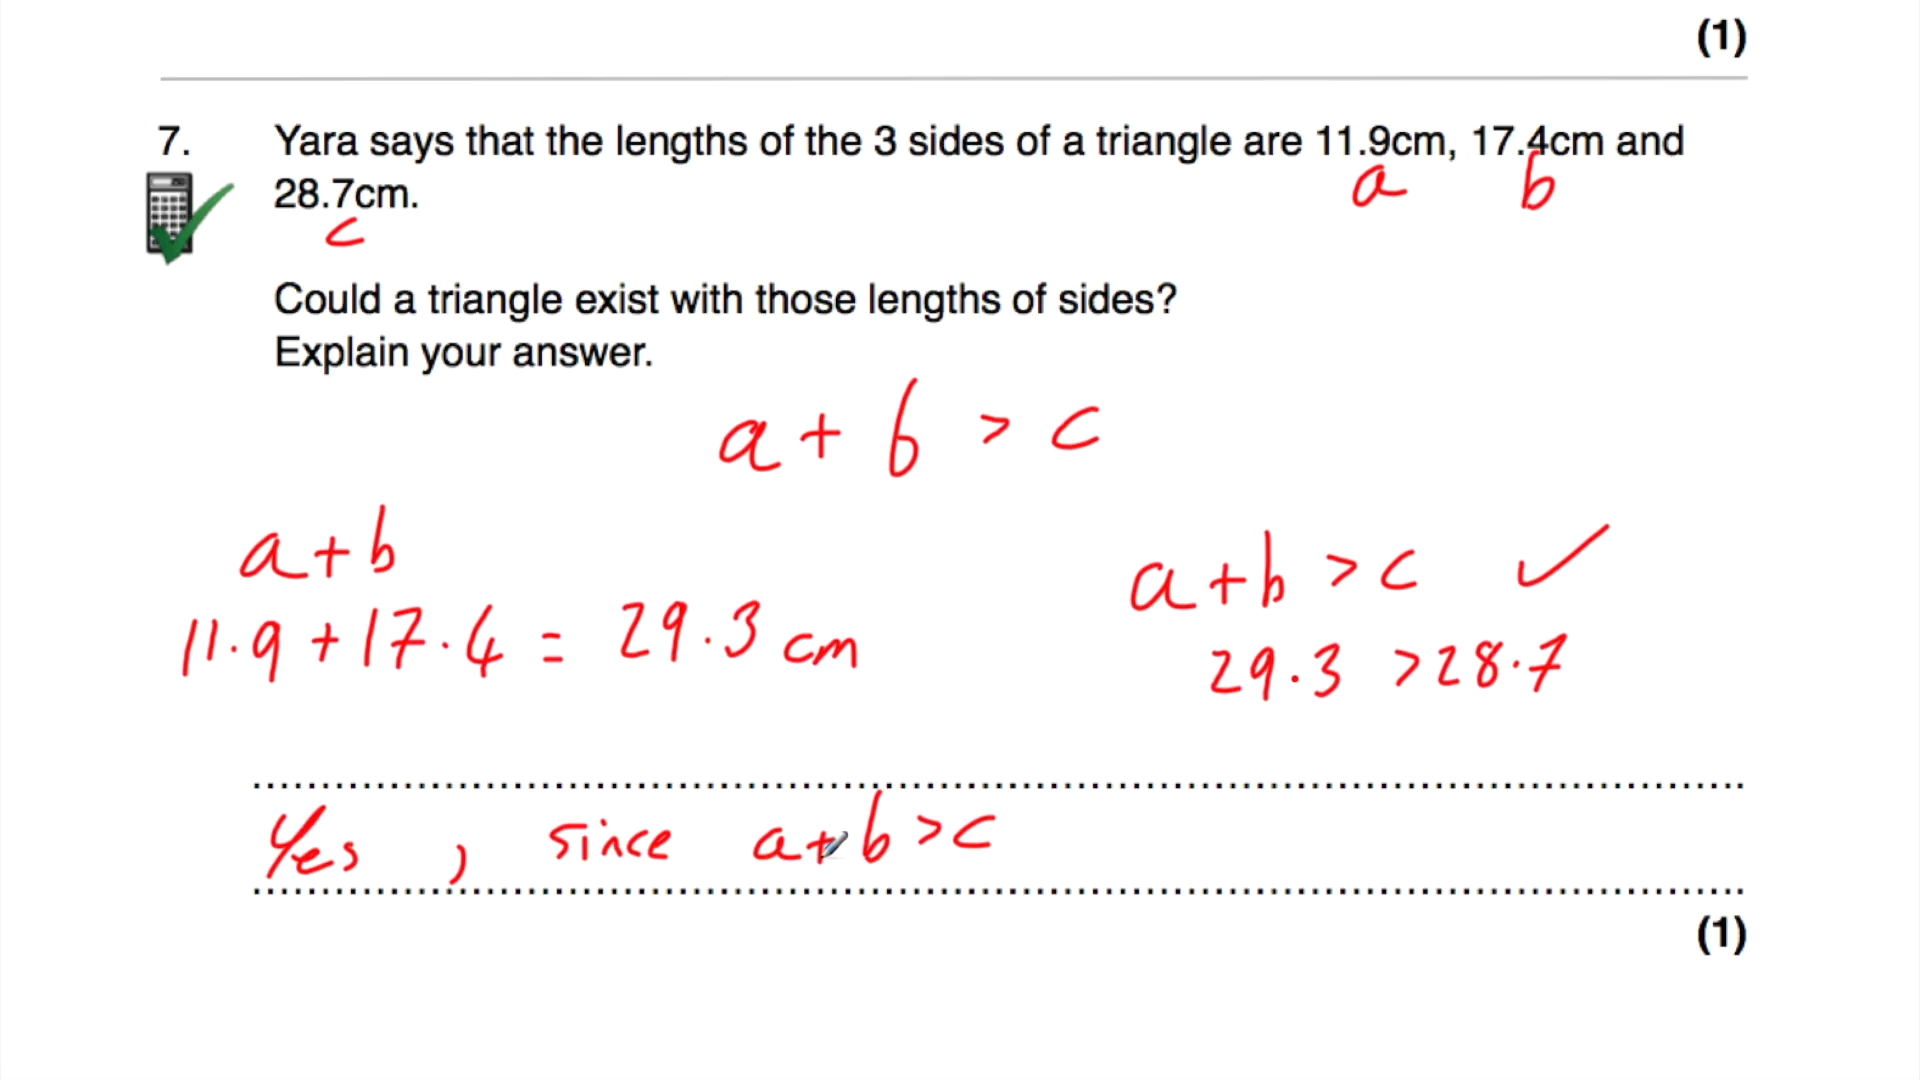 (1)
7. Yara says that the lengths of the 3 sides of a triangle are 11.9cm, 17.4cm and
a b
28.7cm.
c
Could a triangle exist with those lengths of sides?
Explain your answer.
a + b > c
a+b
11.9 + 17.4 = 29.3 cm
a+b > c ✓
29.3 > 28.7
Yes, since a+b > c
(1)